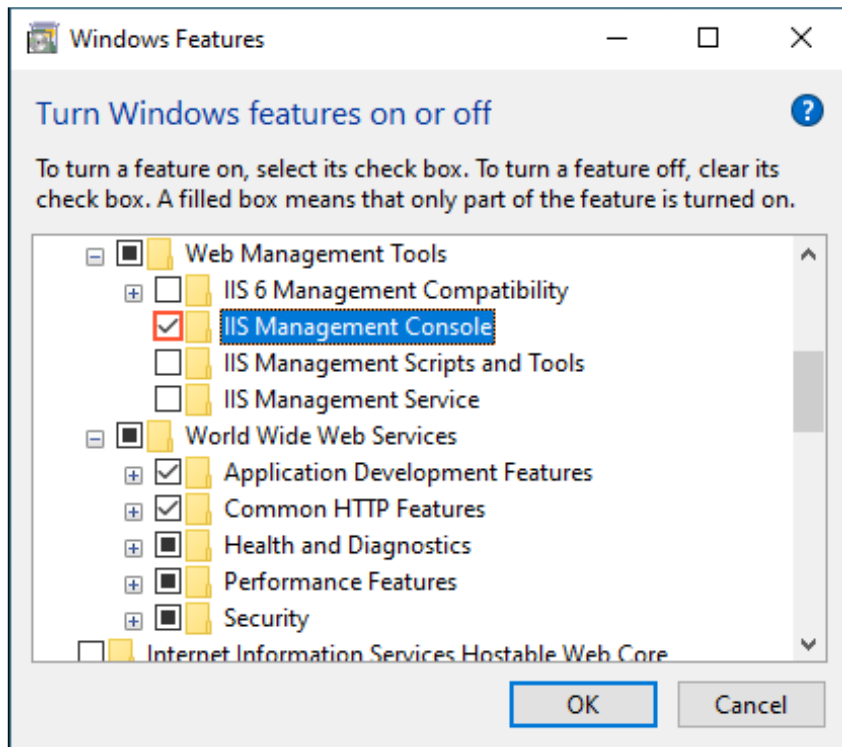 Windows Features
Turn Windows features on or off
?
To turn a feature on, select its check box. To turn a feature off, clear its
check box. A filled box means that only part of the feature is turned on.
Web Management Tools
IIS 6 Management Compatibility
IIS Management Console
IIS Management Scripts and Tools
IIS Management Service
World Wide Web Services
Application Development Features
Common HTTP Features
Health and Diagnostics
Performance Features
Security
Internet Information Services Hostable Web Core
OK
Cancel